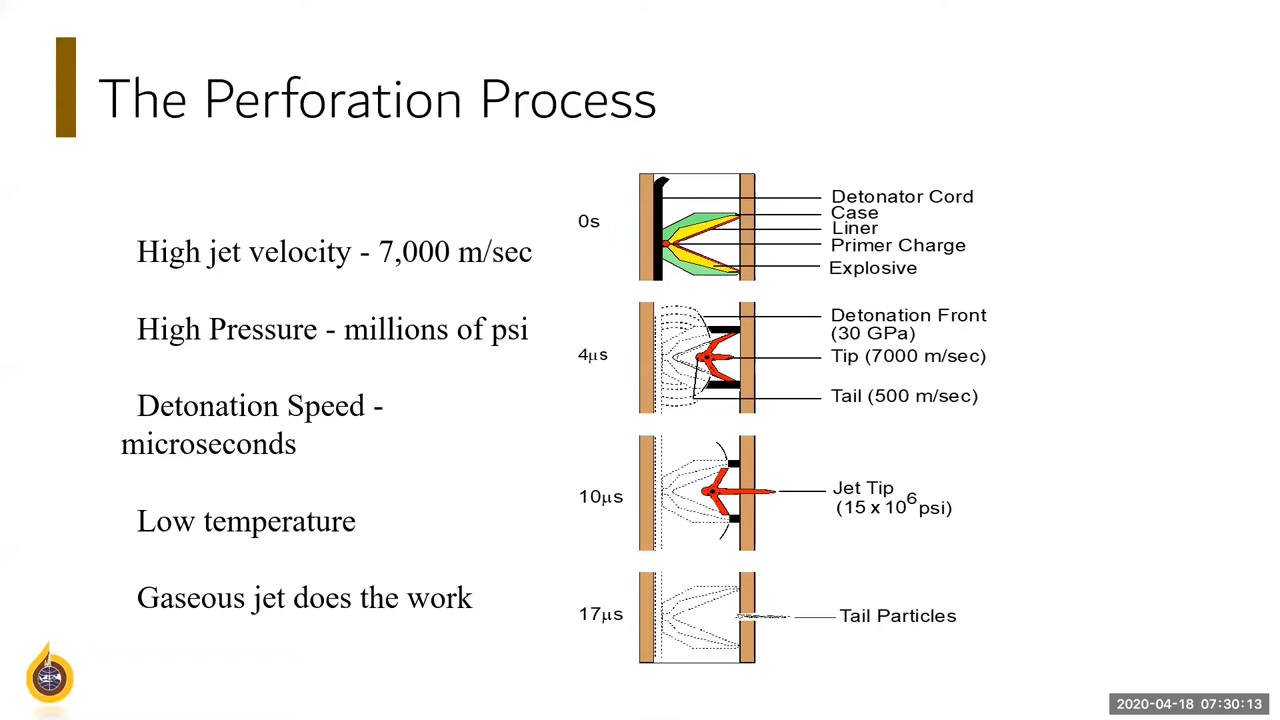 The Perforation Process
High jet velocity - 7,000 m/sec
High Pressure - millions of psi
Detonation Speed -
microseconds
Low temperature
Gaseous jet does the work
0s
Detonator Cord
Case
Liner
Primer Charge
Explosive
4µs
Detonation Front
(30 GPa)
Tip (7000 m/sec)
Tail (500 m/sec)
10µs
Jet Tip
(15 x 10⁶ psi)
17µs
Tail Particles
2020-04-18 07:30:13